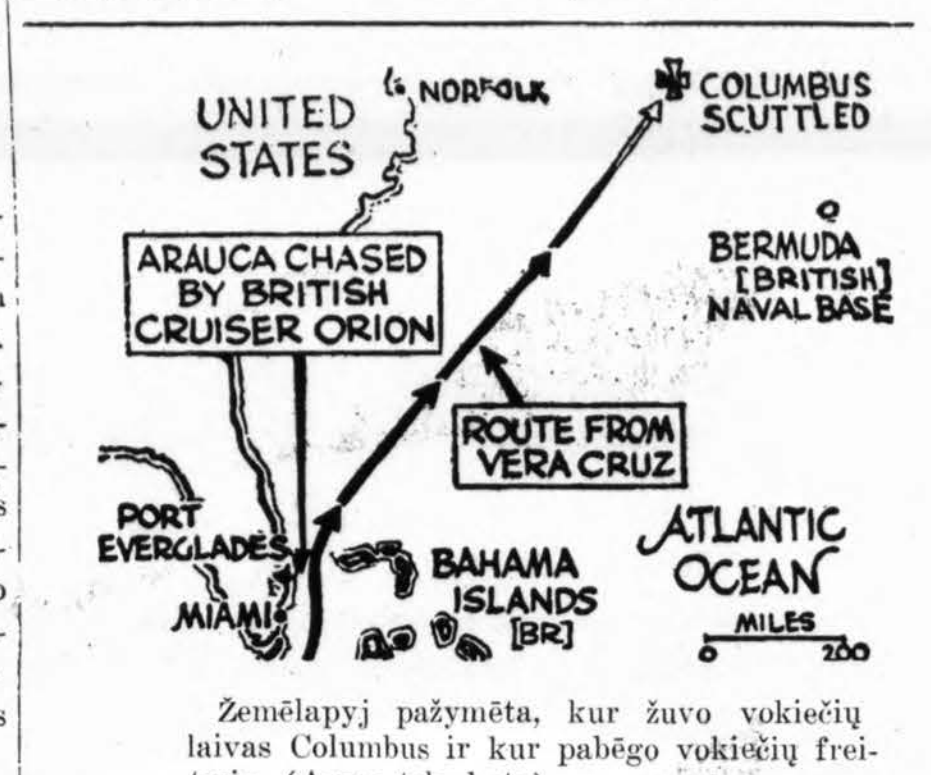 NORFOLK
COLUMBUS
SCUTTLED
UNITED
STATES
BERMUDA
[BRITISH]
NAVAL BASE
ARAUCA CHASED
BY BRITISH
CRUISER ORION
ROUTE FROM
VERA CRUZ
PORT
EVERGLADES
MIAMI
BAHAMA
ISLANDS
[BR]
ATLANTIC
OCEAN
MILES
0 200
Žemėlapyj pažymėta, kur žuvo vokiečių
laivas Columbus ir kur pabėgo vokiečių frei-